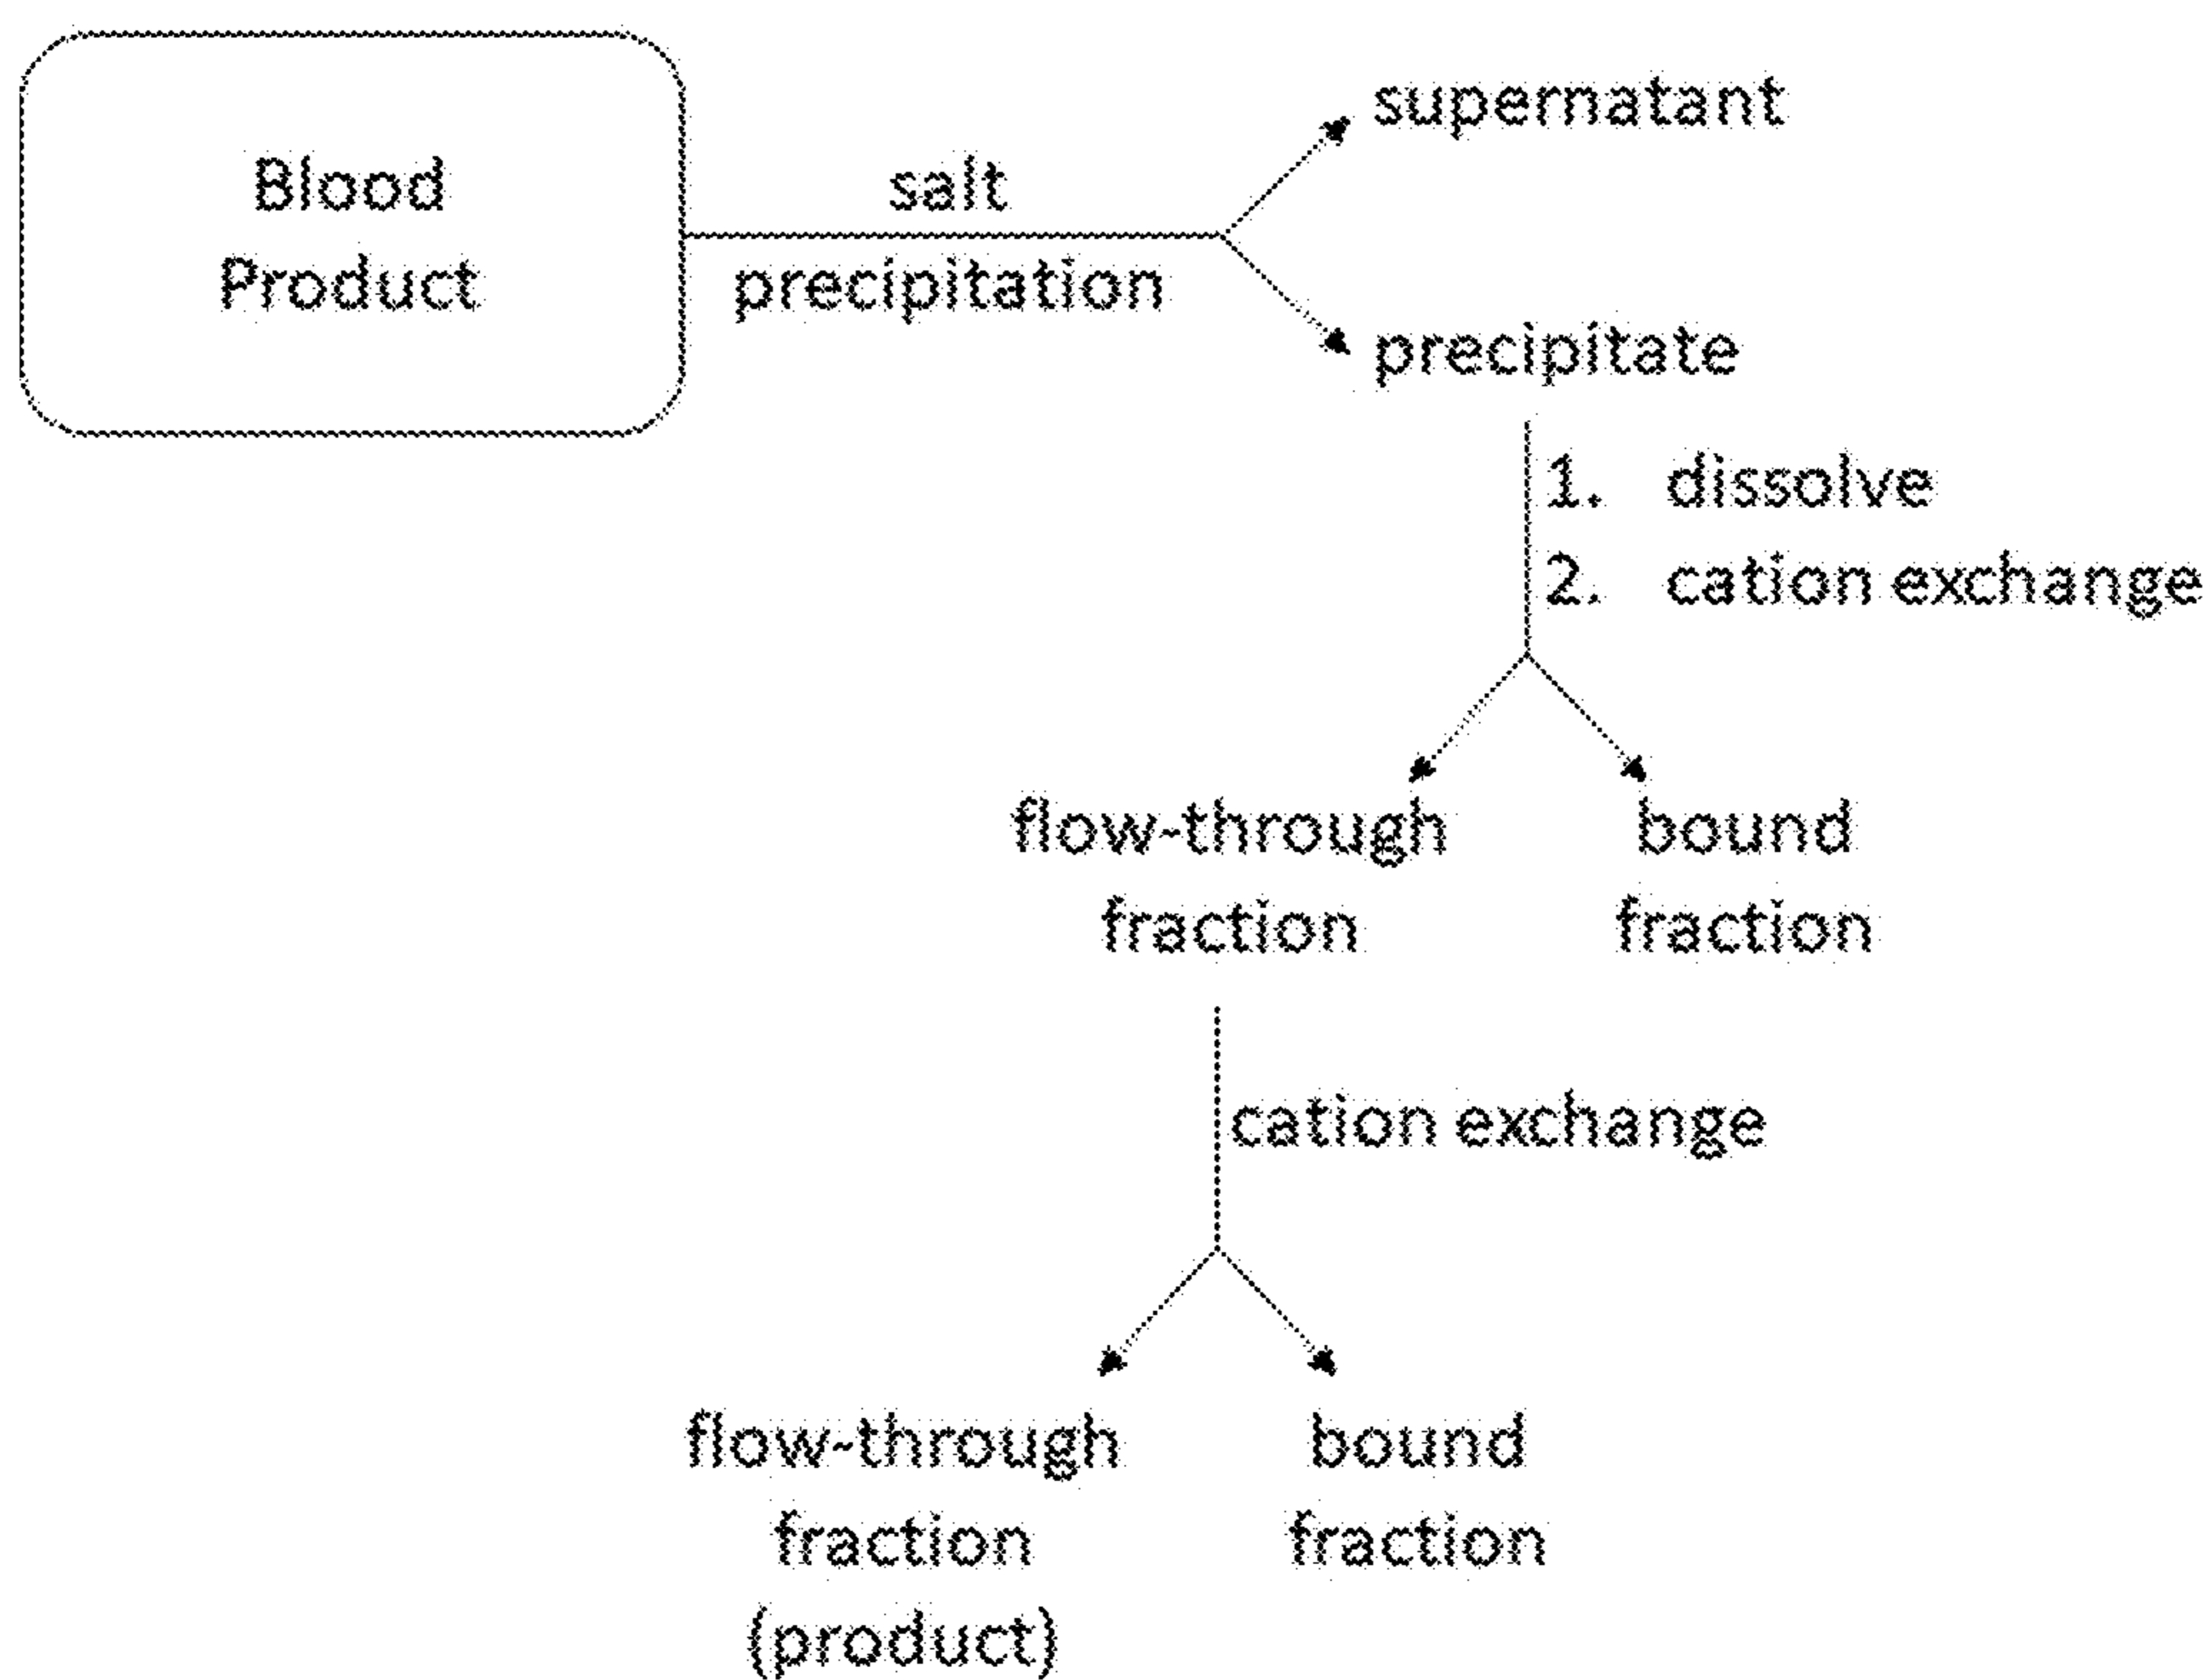 Blood
Product
salt
precipitation
supernatant
precipitate
1. dissolve
2. cation exchange
flow-through
fraction
bound
fraction
cation exchange
flow-through
fraction
(product)
bound
fraction